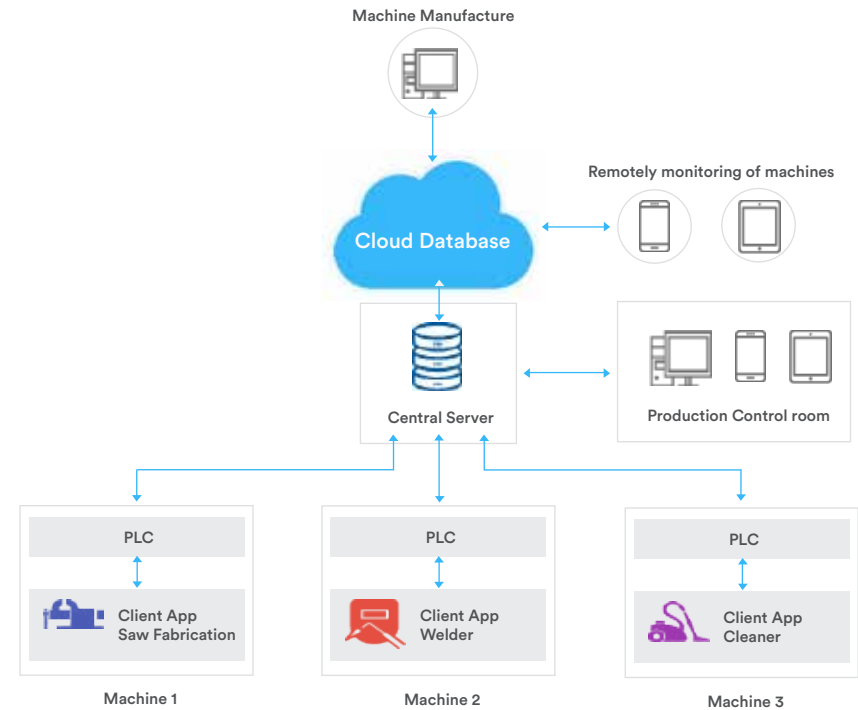 Machine Manufacture
Remotely monitoring of machines
Cloud Database
Central Server
Production Control room
PLC
Client App
Saw Fabrication
Machine 1
PLC
Client App
Welder
Machine 2
PLC
Client App
Cleaner
Machine 3